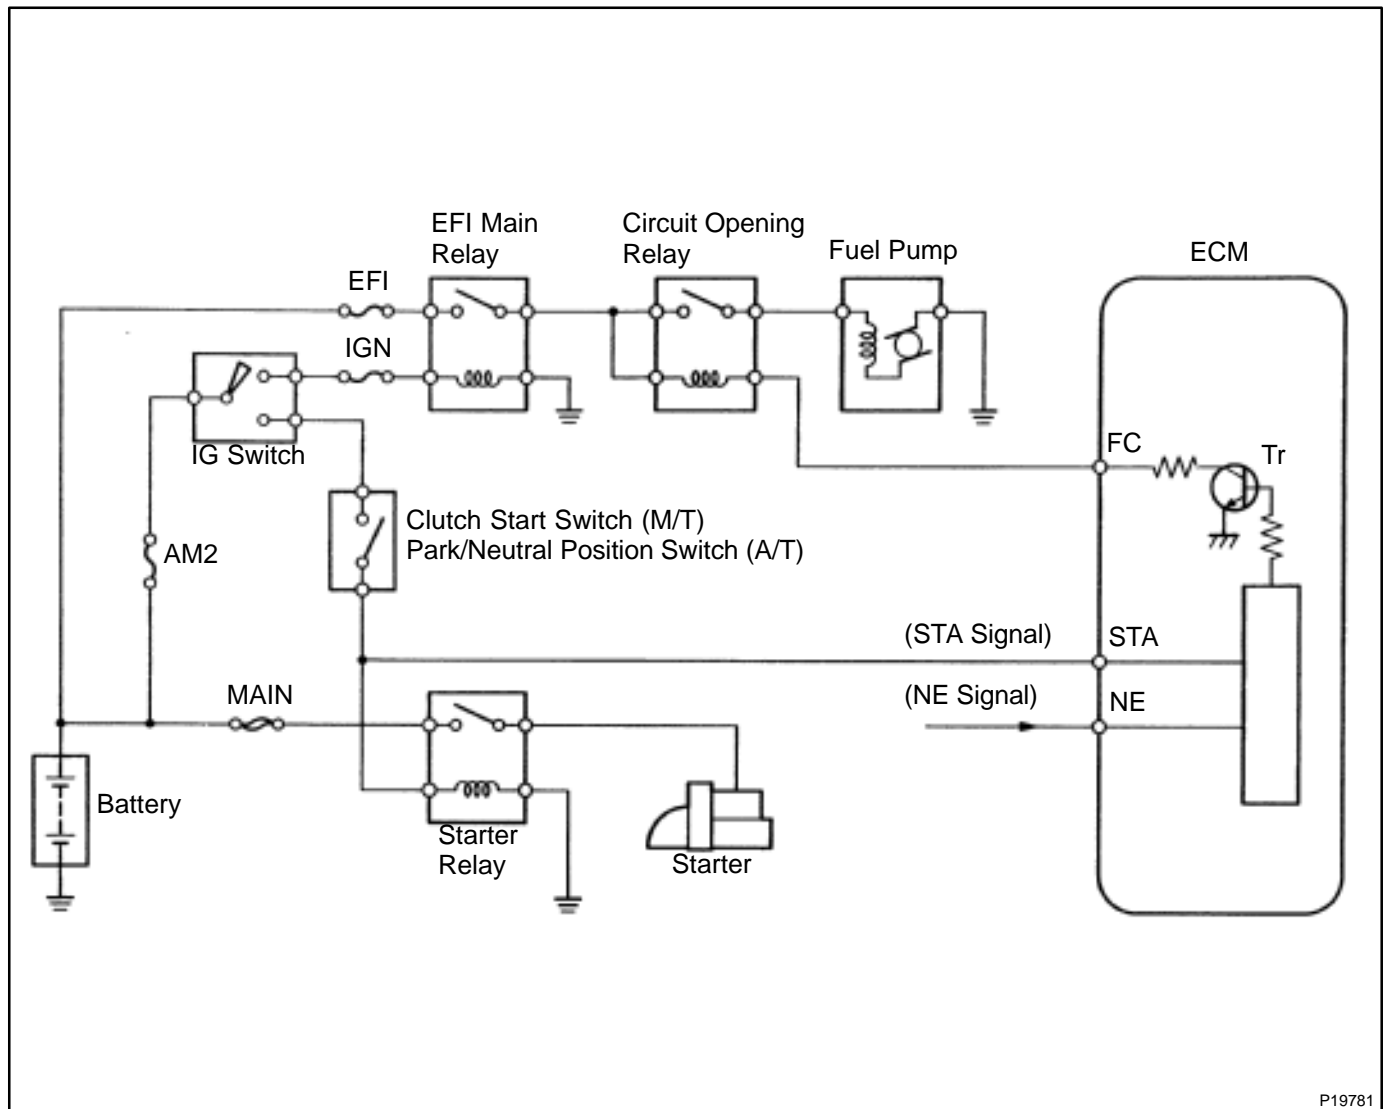 EFI Main
Relay
Circuit Opening
Relay
Fuel Pump
ECM
EFI
IGN
IG Switch
FC
Tr
Clutch Start Switch (M/T)
Park/Neutral Position Switch (A/T)
AM2
(STA Signal)
STA
MAIN
(NE Signal)
NE
Battery
Starter
Relay
Starter
P19781